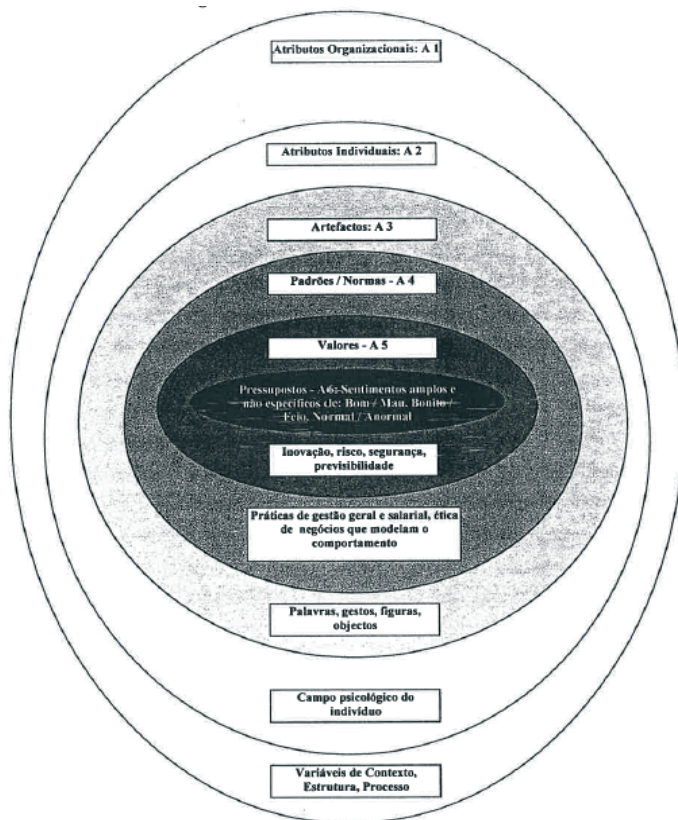 Atributos Organizacionais: A 1
Atributos Individuais: A 2
Artefactos: A 3
Padrões / Normas - A 4
Valores - A 5
Pressupostos - A6: Sentimentos amplos e
não específicos de: Bom / Mau, Bonito /
Feio, Normal / Anormal
Inovação, risco, segurança,
previsibilidade
Práticas de gestão geral e salarial, ética
de negócios que modelam o
comportamento
Palavras, gestos, figuras,
objectos
Campo psicológico do
indivíduo
Variáveis de Contexto,
Estrutura, Processo